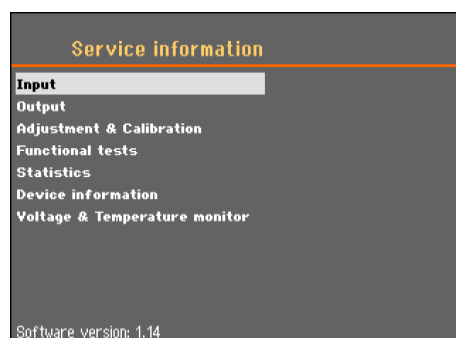 Service information
Input
Output
Adjustment & Calibration
Functional tests
Statistics
Device information
Voltage & Temperature monitor
Software version: 1.14